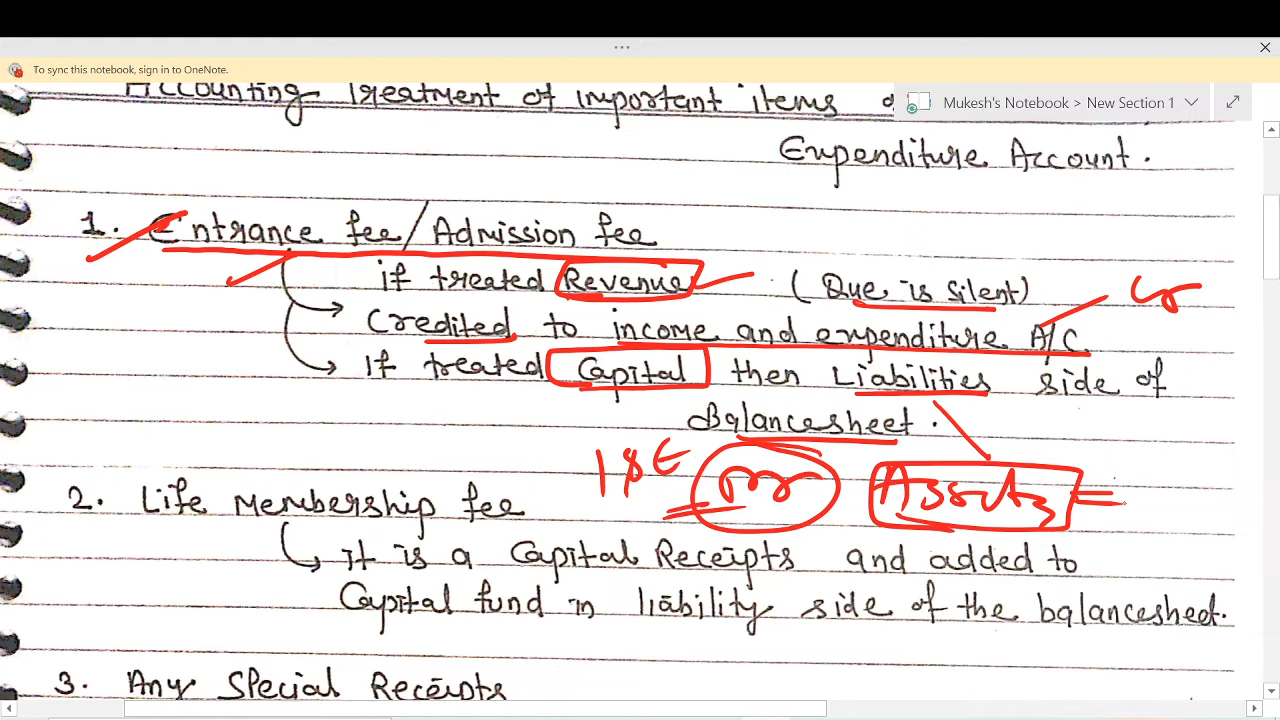 To sync this notebook, sign in to OneNote.
Accounting Treatment of important items
Mukesh's Notebook > New Section 1
Expenditure Account.
1. Entrance fee/Admission fee
if treated Revenue (Que is silent)
Credited to income and expenditure A/C
If treated Capital then Liabilities side of
Balancesheet.
I&E Assets =
2. Life Membership fee
it is a Capital Receipts and added to
Capital fund in liability side of the balancesheet.
3. Any Special Receipts